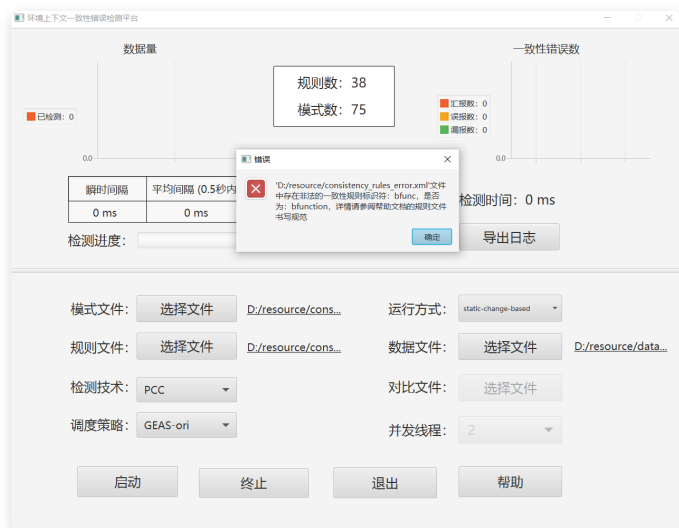 环境上下文一致性错误检测平台
数据量
一致性错误数
规则数：38
模式数：75
已检测：0
汇报数：0
误报数：0
漏报数：0
0.0
0.0
错误
'D:/resource/consistency_rules_error.xml'文件
中存在非法的一致性规则标识符：bfunc，是否
为：bfunction，详情请参阅帮助文档的规则文件
书写规范
确定
瞬时间隔
平均间隔 (0.5秒内
0 ms
0 ms
检测时间：0 ms
检测进度：
导出日志
模式文件：
选择文件
D:/resource/cons...
运行方式：
static-change-based
规则文件：
选择文件
D:/resource/cons...
数据文件：
选择文件
D:/resource/data...
检测技术：
PCC
对比文件：
选择文件
调度策略：
GEAS-ori
并发线程：
2
启动
终止
退出
帮助